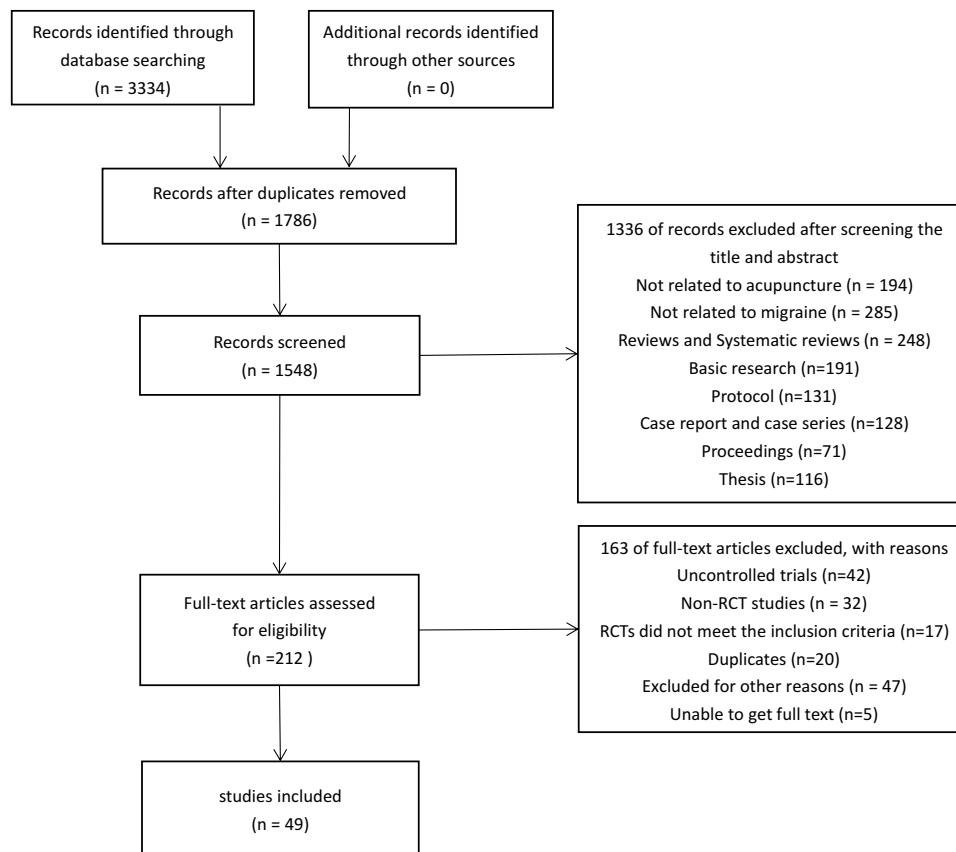 Records identified through
database searching
(n = 3334)
Additional records identified
through other sources
(n = 0)
Records after duplicates removed
(n = 1786)
Records screened
(n = 1548)
1336 of records excluded after screening the
title and abstract
Not related to acupuncture (n = 194)
Not related to migraine (n = 285)
Reviews and Systematic reviews (n = 248)
Basic research (n=191)
Protocol (n=131)
Case report and case series (n=128)
Proceedings (n=71)
Thesis (n=116)
Full-text articles assessed
for eligibility
(n =212 )
163 of full-text articles excluded, with reasons
Uncontrolled trials (n=42)
Non-RCT studies (n = 32)
RCTs did not meet the inclusion criteria (n=17)
Duplicates (n=20)
Excluded for other reasons (n = 47)
Unable to get full text (n=5)
studies included
(n = 49)